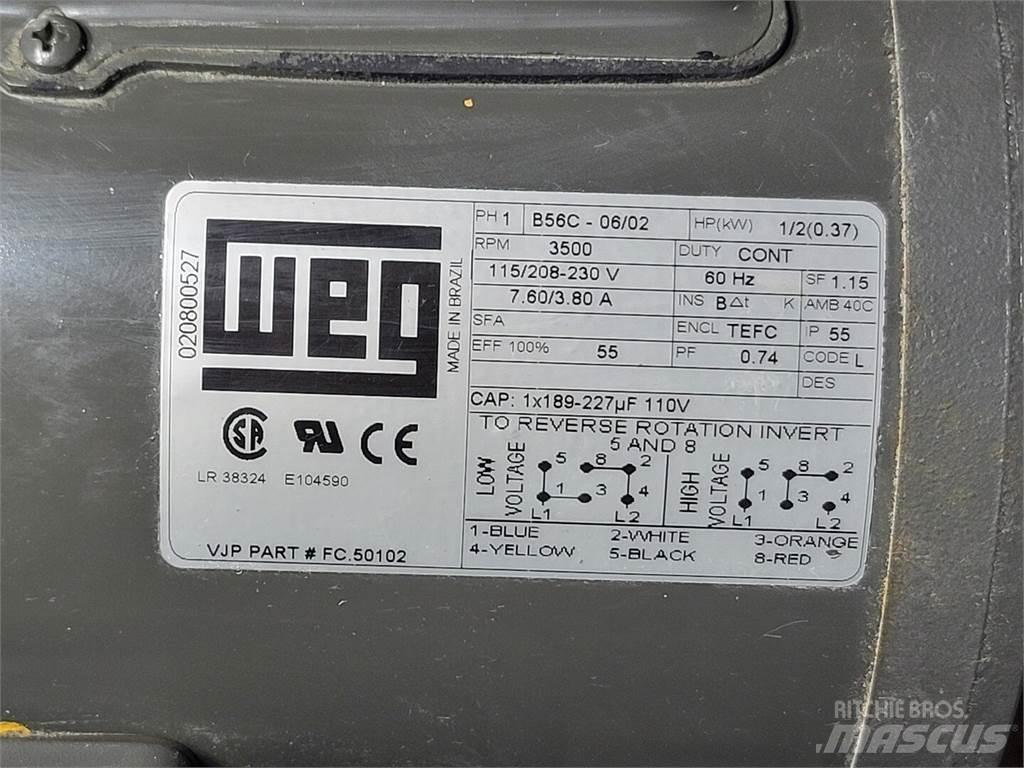 020800527
WEG
MADE IN BRAZIL
LR 38324 E104590
VJP PART # FC.50102
PH 1 B56C - 06/02 HP(kW) 1/2(0.37)
RPM 3500 DUTY CONT
115/208-230 V 60 Hz SF 1.15
7.60/3.80 A INS B Δt K AMB 40C
SFA ENCL TEFC IP 55
EFF 100% 55 PF 0.74 CODE L
DES
CAP: 1x189-227µF 110V
TO REVERSE ROTATION INVERT
5 AND 8
LOW VOLTAGE 5 8 2 HIGH VOLTAGE 5 8 2
1 3 4 1 3 4
L1 L2 L1 L2
1-BLUE 2-WHITE 3-ORANGE
4-YELLOW 5-BLACK 8-RED
RITCHIE BROS.
MASCUS